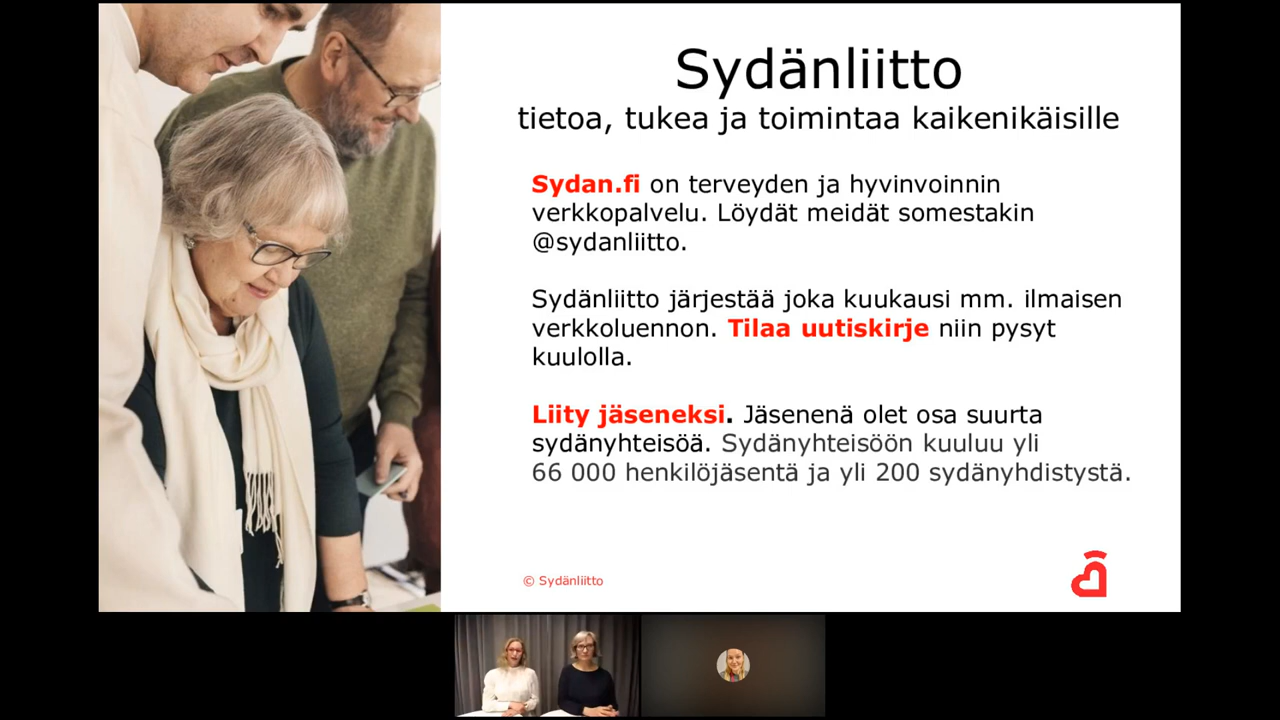 Sydänliitto
tietoa, tukea ja toimintaa kaikenikäisille
Sydan.fi on terveyden ja hyvinvoinnin
verkkopalvelu. Löydät meidät somestakin
@sydanliitto.
Sydänliitto järjestää joka kuukausi mm. ilmaisen
verkkoluennon. Tilaa uutiskirje niin pysyt
kuulolla.
Liity jäseneksi. Jäsenenä olet osa suurta
sydänyhteisöä. Sydänyhteisöön kuuluu yli
66 000 henkilöjäsentä ja yli 200 sydänyhdistystä.
© Sydänliitto